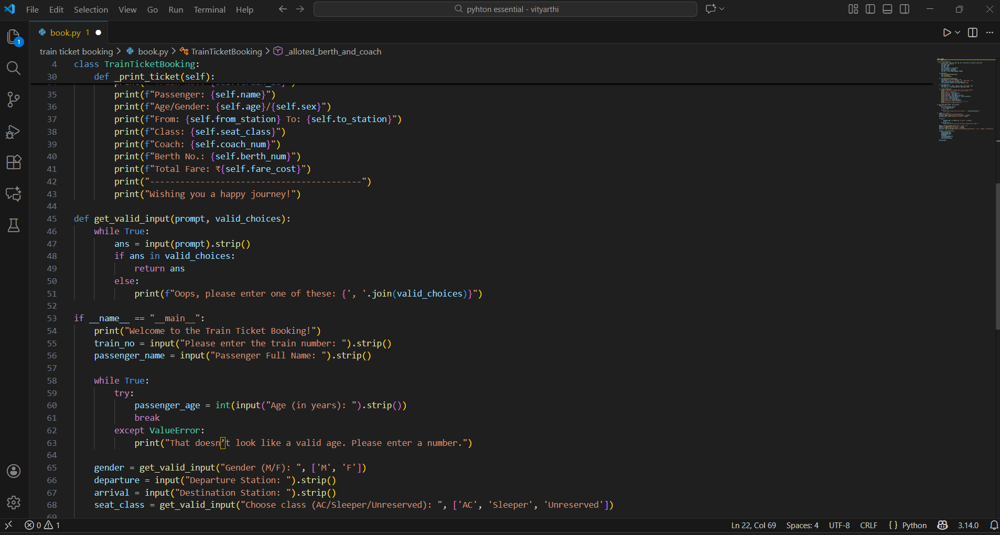 File Edit Selection View Go Run Terminal Help
pyhton essential - vityarthi
book.py 1
1
train ticket booking > book.py > TrainTicketBooking > _alloted_berth_and_coach
4 class TrainTicketBooking:
30 def _print_ticket(self):
35 print(f"Passenger: {self.name}")
36 print(f"Age/Gender: {self.age}/{self.sex}")
37 print(f"From: {self.from_station} To: {self.to_station}")
38 print(f"Class: {self.seat_class}")
39 print(f"Coach: {self.coach_num}")
40 print(f"Berth No.: {self.berth_num}")
41 print(f"Total Fare: ₹{self.fare_cost}")
42 print("------------------------------------------")
43 print("Wishing you a happy journey!")
44
45 def get_valid_input(prompt, valid_choices):
46 while True:
47 ans = input(prompt).strip()
48 if ans in valid_choices:
49 return ans
50 else:
51 print(f"Oops, please enter one of these: {', '.join(valid_choices)}")
52
53 if __name__ == "__main__":
54 print("Welcome to the Train Ticket Booking!")
55 train_no = input("Please enter the train number: ").strip()
56 passenger_name = input("Passenger Full Name: ").strip()
57
58 while True:
59 try:
60 passenger_age = int(input("Age (in years): ").strip())
61 break
62 except ValueError:
63 print("That doesn’t look like a valid age. Please enter a number.")
64
65 gender = get_valid_input("Gender (M/F): ", ['M', 'F'])
66 departure = input("Departure Station: ").strip()
67 arrival = input("Destination Station: ").strip()
68 seat_class = get_valid_input("Choose class (AC/Sleeper/Unreserved): ", ['AC', 'Sleeper', 'Unreserved'])
69
0 1 Ln 22, Col 69 Spaces: 4 UTF-8 CRLF {} Python 3.14.0